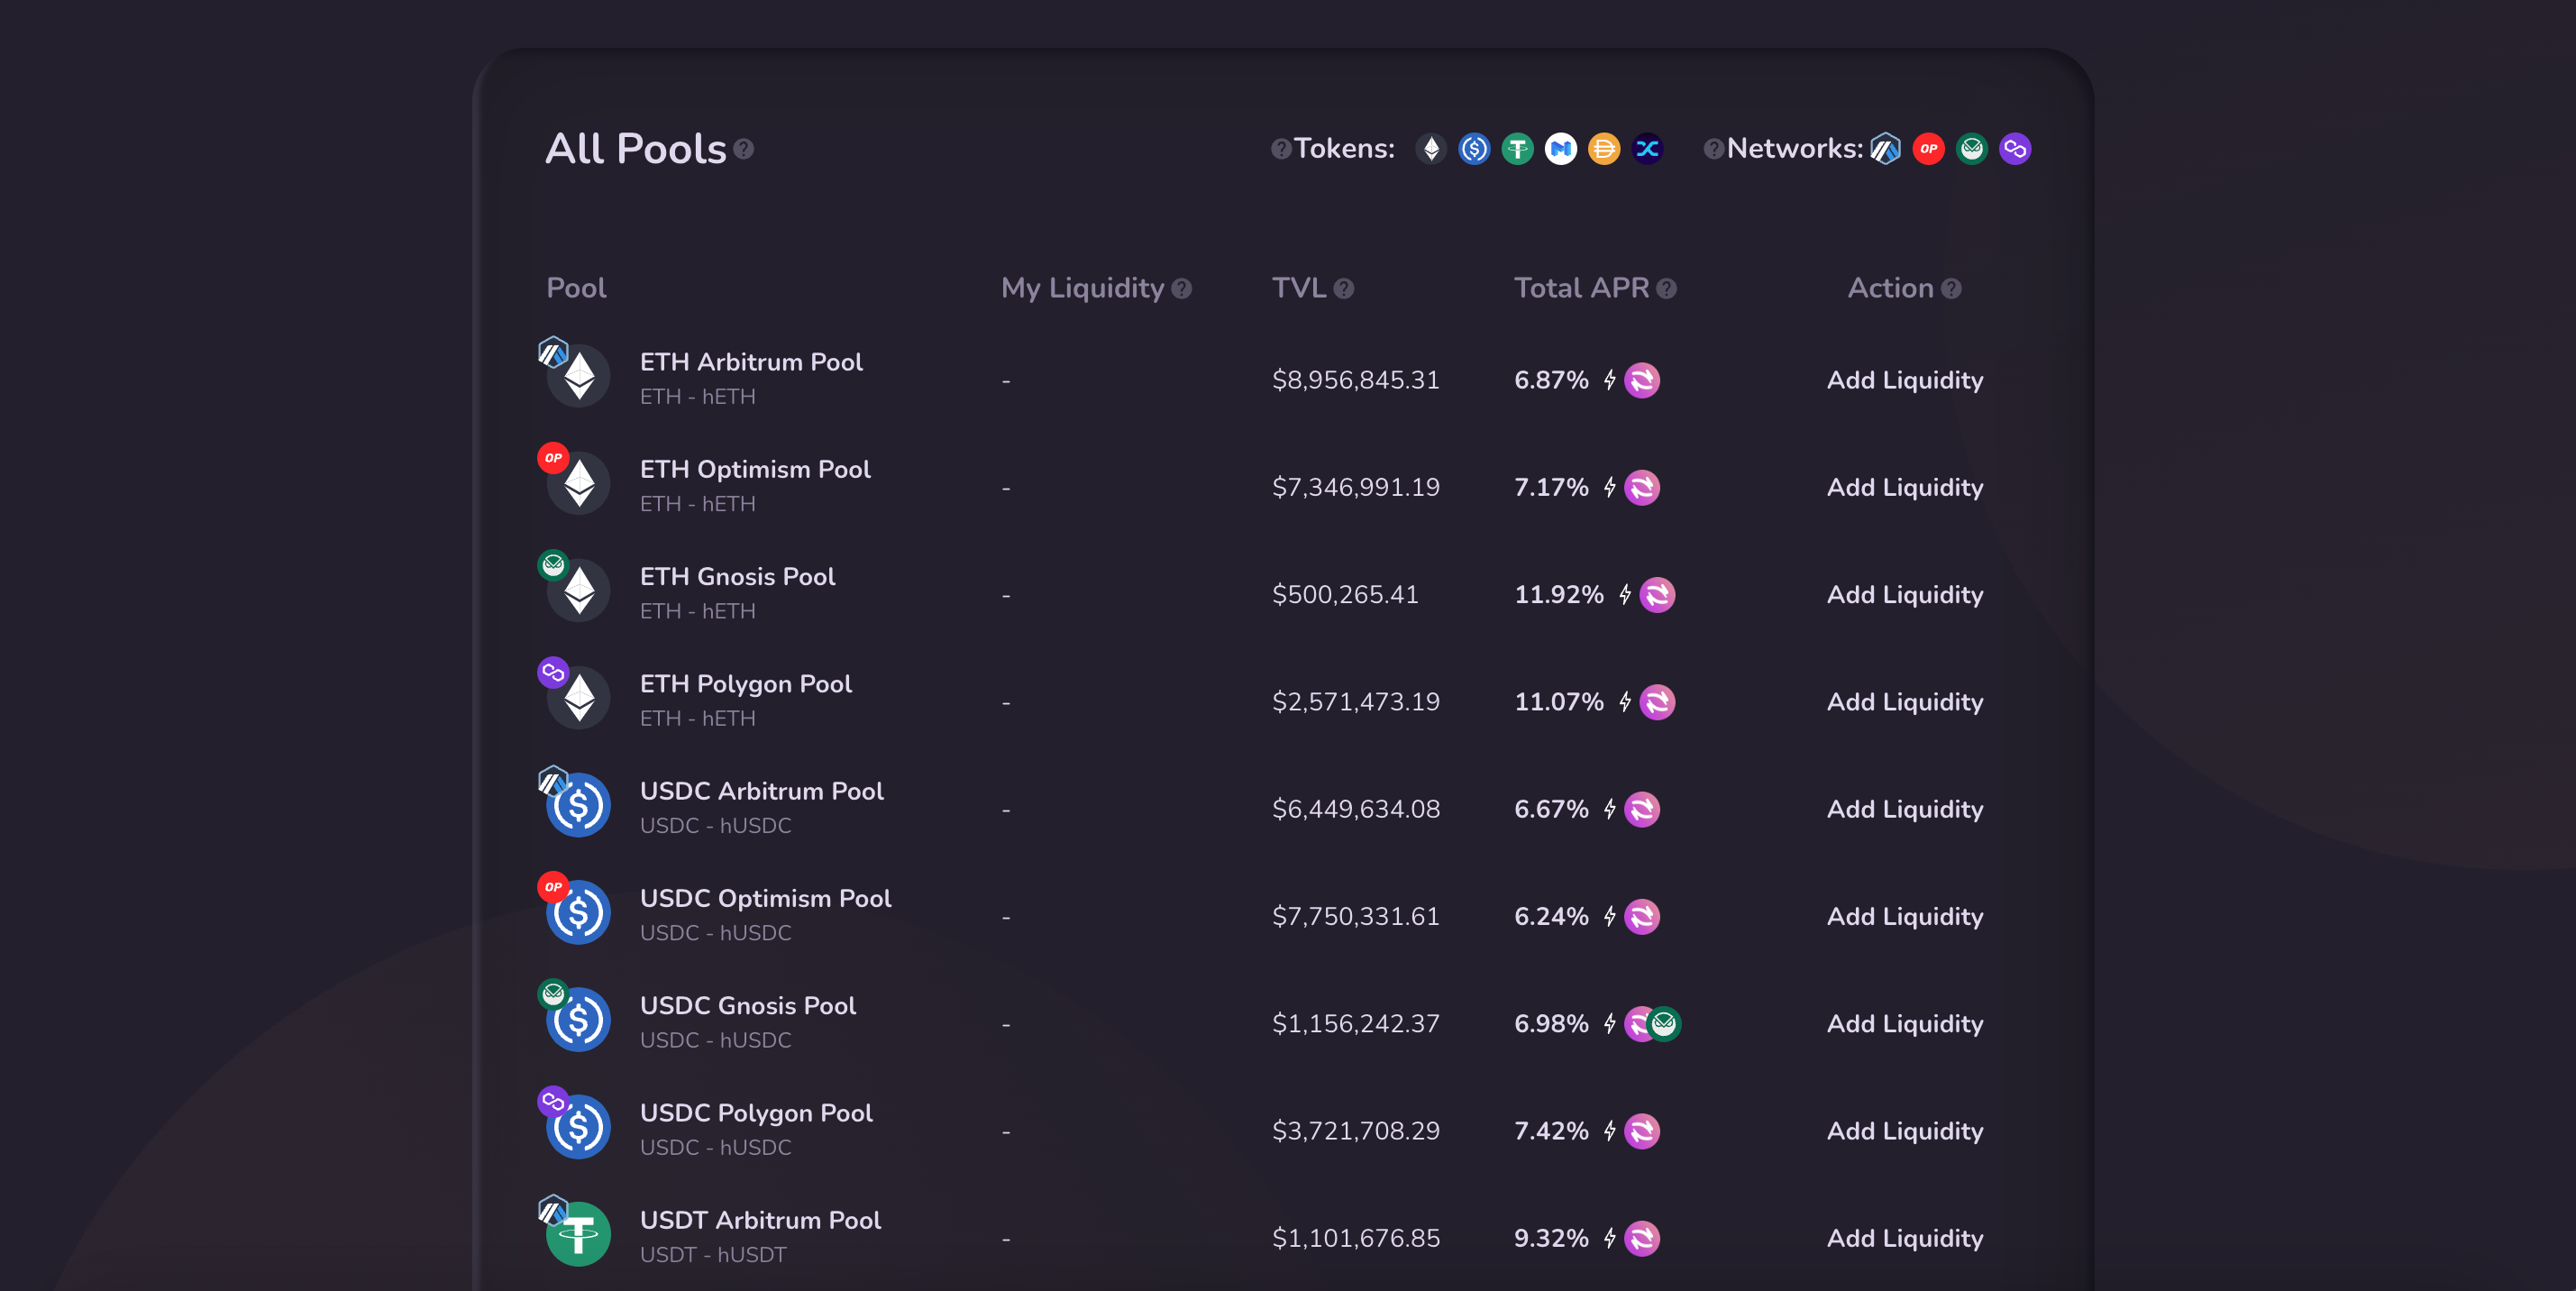 All Pools ?
? Tokens: ? Networks: OP
Pool My Liquidity ? TVL ? Total APR ? Action ?
ETH Arbitrum Pool
ETH - hETH
- $8,956,845.31 6.87% Add Liquidity
OP
ETH Optimism Pool
ETH - hETH
- $7,346,991.19 7.17% Add Liquidity
ETH Gnosis Pool
ETH - hETH
- $500,265.41 11.92% Add Liquidity
ETH Polygon Pool
ETH - hETH
- $2,571,473.19 11.07% Add Liquidity
USDC Arbitrum Pool
USDC - hUSDC
- $6,449,634.08 6.67% Add Liquidity
OP
USDC Optimism Pool
USDC - hUSDC
- $7,750,331.61 6.24% Add Liquidity
USDC Gnosis Pool
USDC - hUSDC
- $1,156,242.37 6.98% Add Liquidity
USDC Polygon Pool
USDC - hUSDC
- $3,721,708.29 7.42% Add Liquidity
USDT Arbitrum Pool
USDT - hUSDT
- $1,101,676.85 9.32% Add Liquidity